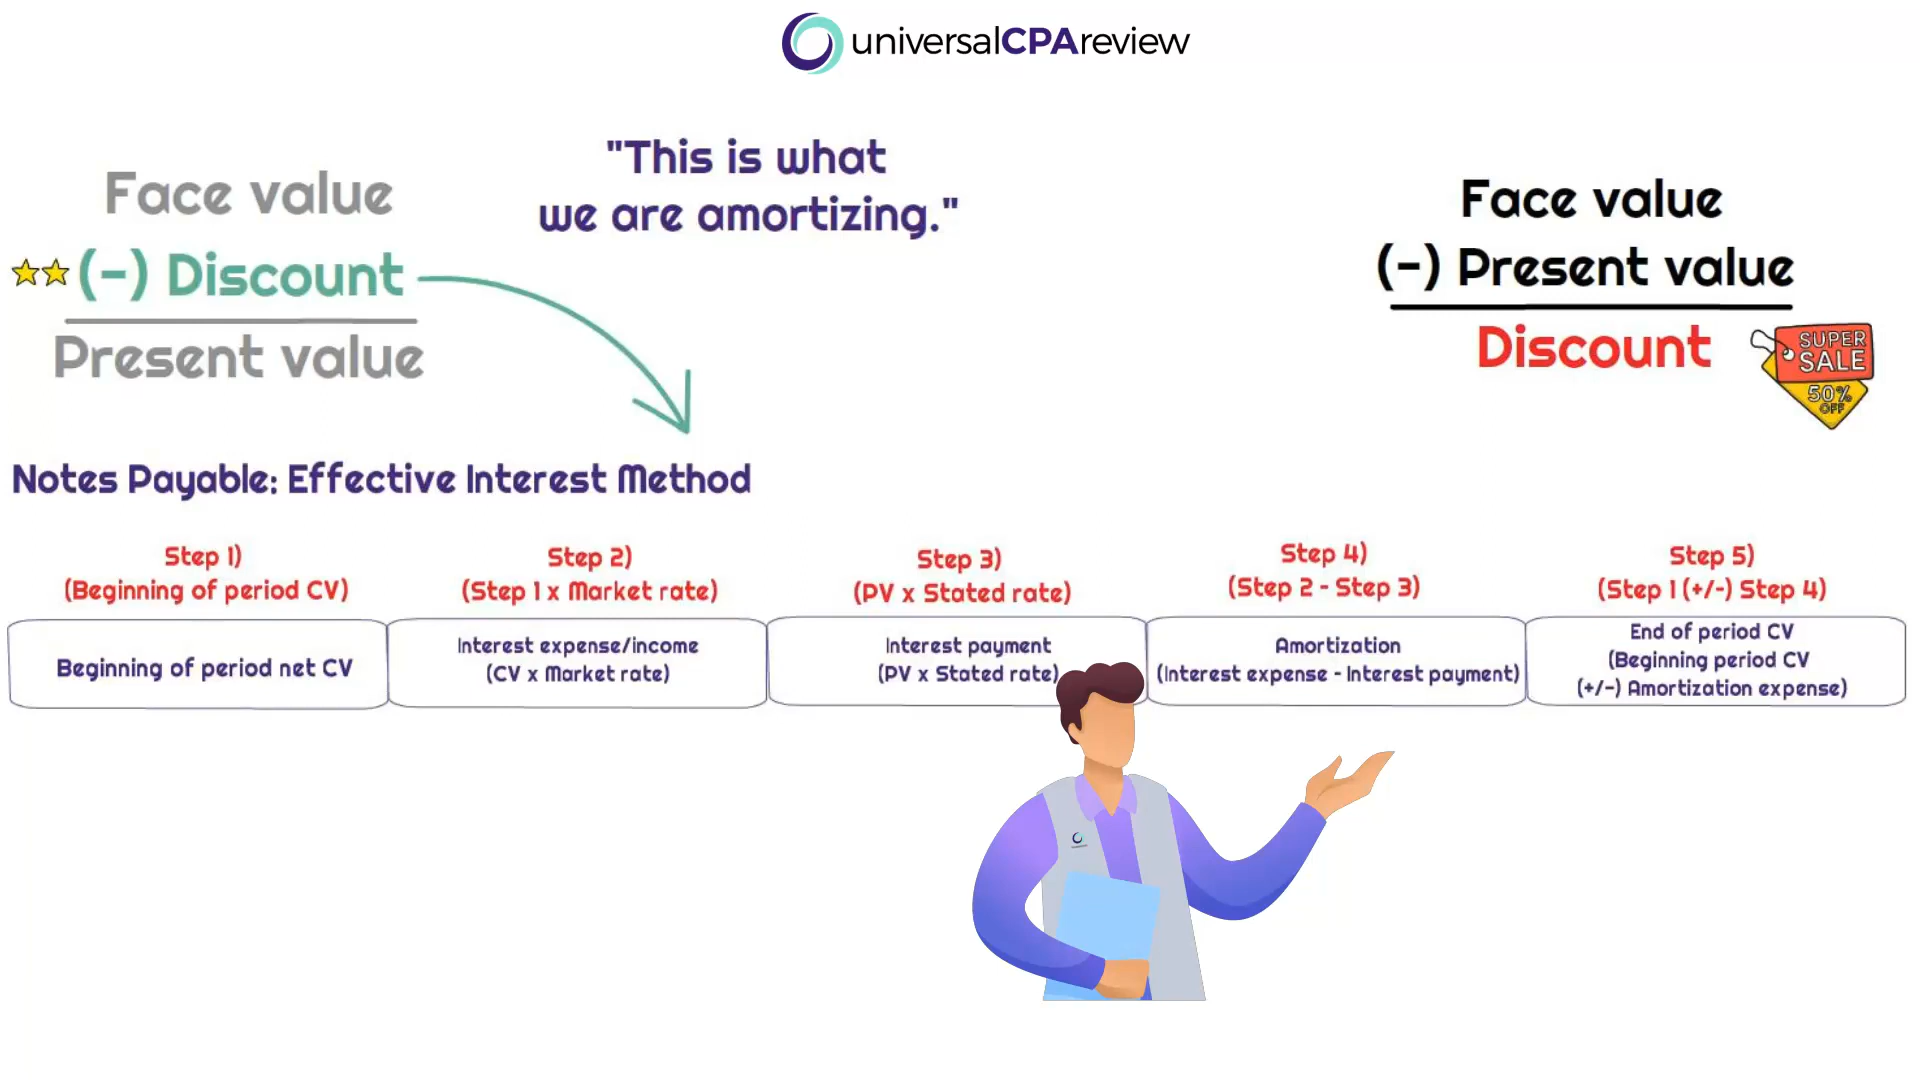 universalCPAreview
"This is what
we are amortizing."
Face value
(-) Discount
Present value
Face value
(-) Present value
Discount
SUPER
SALE
50%
OFF
Notes Payable: Effective Interest Method
Step 1)
(Beginning of period CV)
Step 2)
(Step 1 x Market rate)
Step 3)
(PV x Stated rate)
Step 4)
(Step 2 - Step 3)
Step 5)
(Step 1 (+/-) Step 4)
Beginning of period net CV
Interest expense/income
(CV x Market rate)
Interest payment
(PV x Stated rate)
Amortization
(Interest expense - Interest payment)
End of period CV
(Beginning period CV
(+/-) Amortization expense)